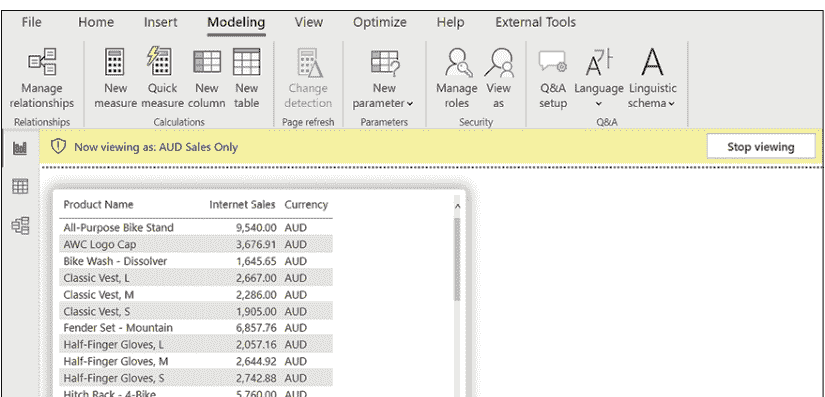 File Home Insert Modeling View Optimize Help External Tools
Manage relationships New measure Quick measure New column New table Change detection New parameter Manage roles View as Q&A setup Language Linguistic schema
Relationships Calculations Page refresh Parameters Security Q&A
Now viewing as: AUD Sales Only Stop viewing
Product Name Internet Sales Currency
All-Purpose Bike Stand 9,540.00 AUD
AWC Logo Cap 3,676.91 AUD
Bike Wash - Dissolver 1,645.65 AUD
Classic Vest, L 2,667.00 AUD
Classic Vest, M 2,286.00 AUD
Classic Vest, S 1,905.00 AUD
Fender Set - Mountain 6,857.76 AUD
Half-Finger Gloves, L 2,057.16 AUD
Half-Finger Gloves, M 2,644.92 AUD
Half-Finger Gloves, S 2,742.88 AUD
Hitch Rack - 4-Bike 5,760.00 AUD